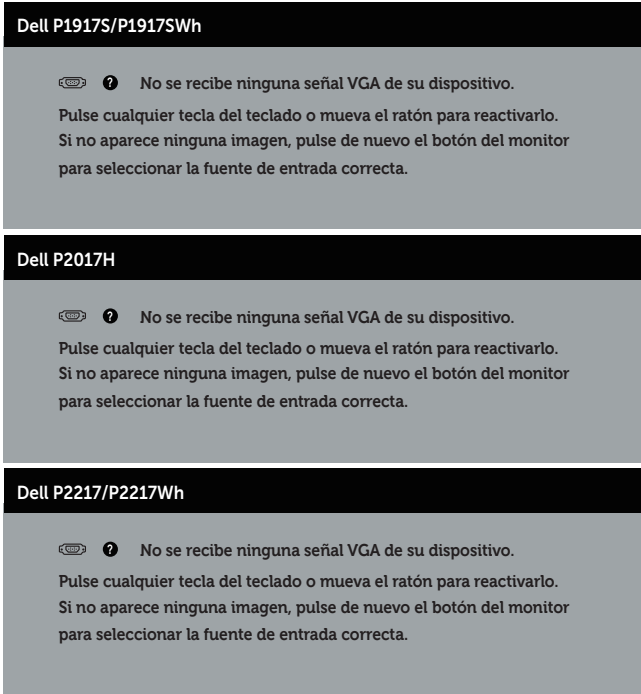 Dell P1917S/P1917SWh
? No se recibe ninguna señal VGA de su dispositivo.
Pulse cualquier tecla del teclado o mueva el ratón para reactivarlo.
Si no aparece ninguna imagen, pulse de nuevo el botón del monitor
para seleccionar la fuente de entrada correcta.
Dell P2017H
? No se recibe ninguna señal VGA de su dispositivo.
Pulse cualquier tecla del teclado o mueva el ratón para reactivarlo.
Si no aparece ninguna imagen, pulse de nuevo el botón del monitor
para seleccionar la fuente de entrada correcta.
Dell P2217/P2217Wh
? No se recibe ninguna señal VGA de su dispositivo.
Pulse cualquier tecla del teclado o mueva el ratón para reactivarlo.
Si no aparece ninguna imagen, pulse de nuevo el botón del monitor
para seleccionar la fuente de entrada correcta.